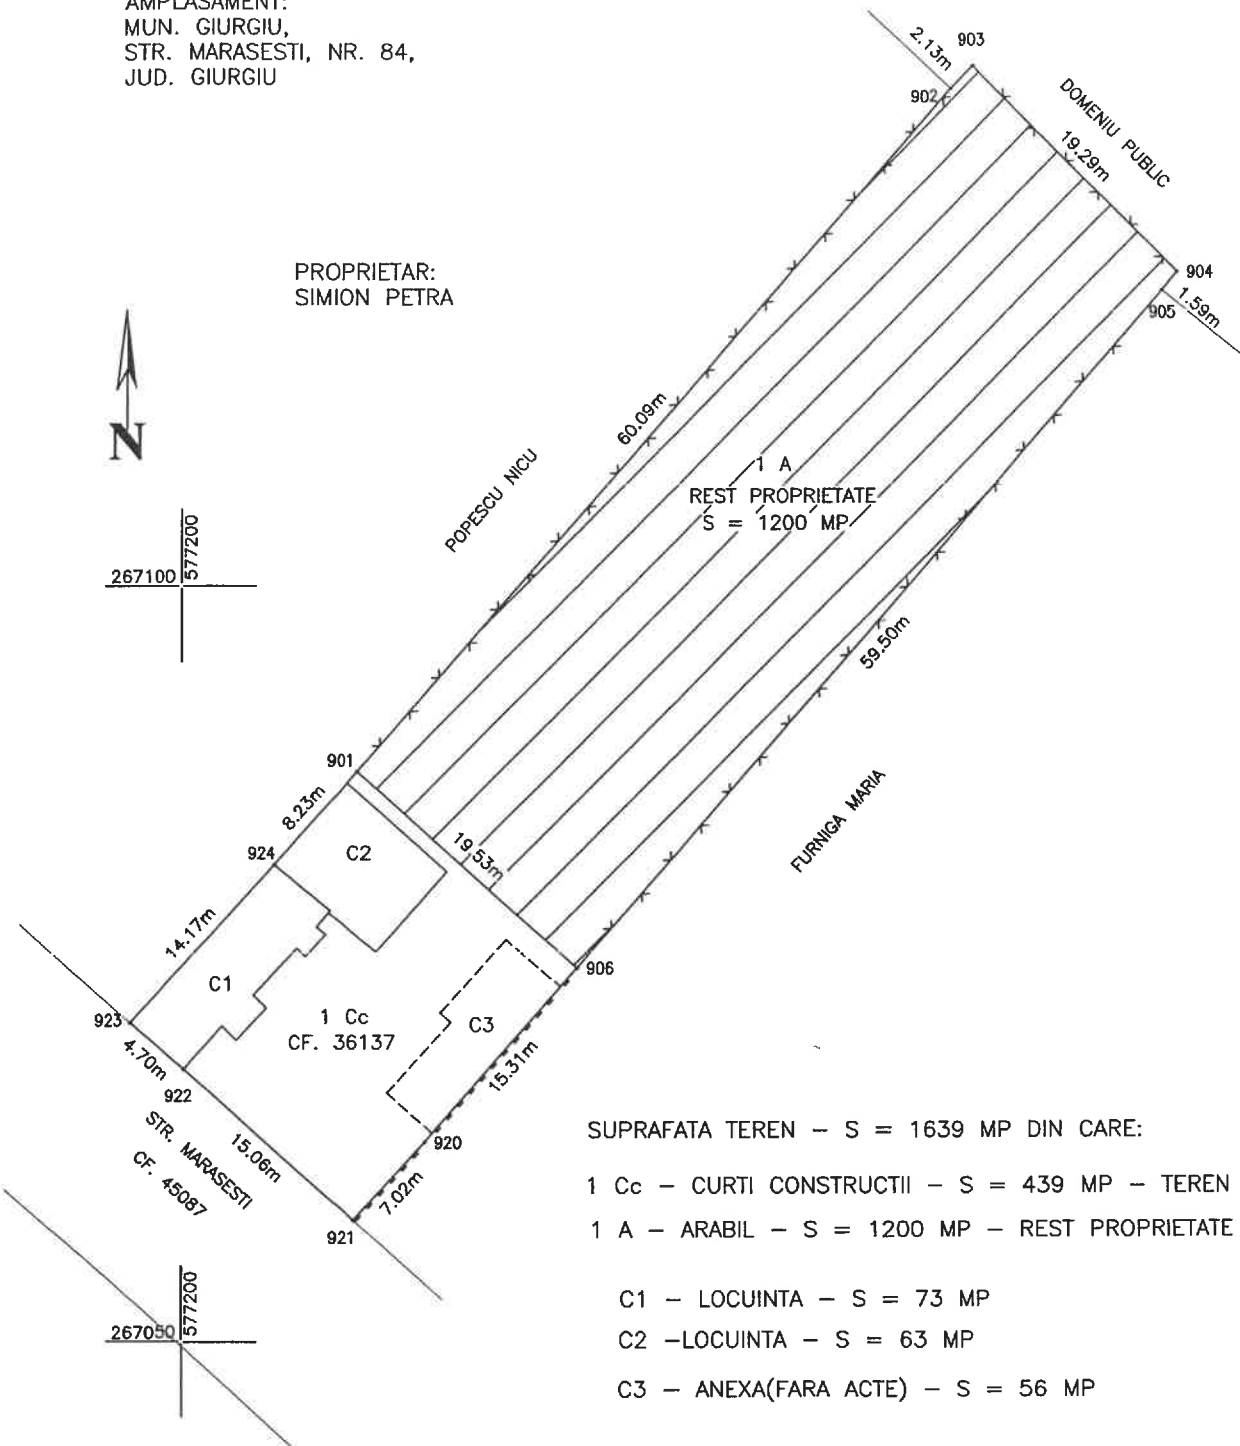 AMPLASAMENT:
MUN. GIURGIU,
STR. MARASESTI, NR. 84,
JUD. GIURGIU
2.13m
903
902
DOMENIU PUBLIC
19.29m
904
1.59m
905
PROPRIETAR:
SIMION PETRA
N
60.09m
POPESCU NICU
1 A
REST PROPRIETATE
S = 1200 MP
267100
577200
59.50m
FURNIGA MARIA
901
8.23m
19.53m
924
C2
14.17m
906
C1
C3
923
1 Cc
CF. 36137
4.70m
15.31m
922
STR. MARASESTI
CF. 45087
15.06m
920
7.02m
921
SUPRAFATA TEREN - S = 1639 MP DIN CARE:
1 Cc - CURTI CONSTRUCTII - S = 439 MP - TEREN
1 A - ARABIL - S = 1200 MP - REST PROPRIETATE
267050
577200
C1 - LOCUINTA - S = 73 MP
C2 -LOCUINTA - S = 63 MP
C3 - ANEXA(FARA ACTE) - S = 56 MP